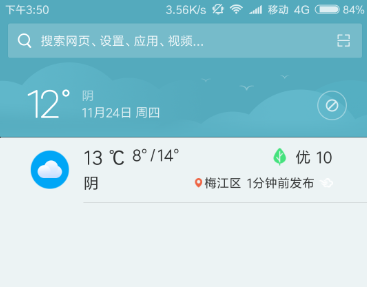 下午3:50 3.56K/s 移动 4G 84%
搜索网页、设置、应用、视频...
12° 阴
11月24日 周四
13 ℃ 8°/14° 优 10
阴 梅江区 1分钟前发布